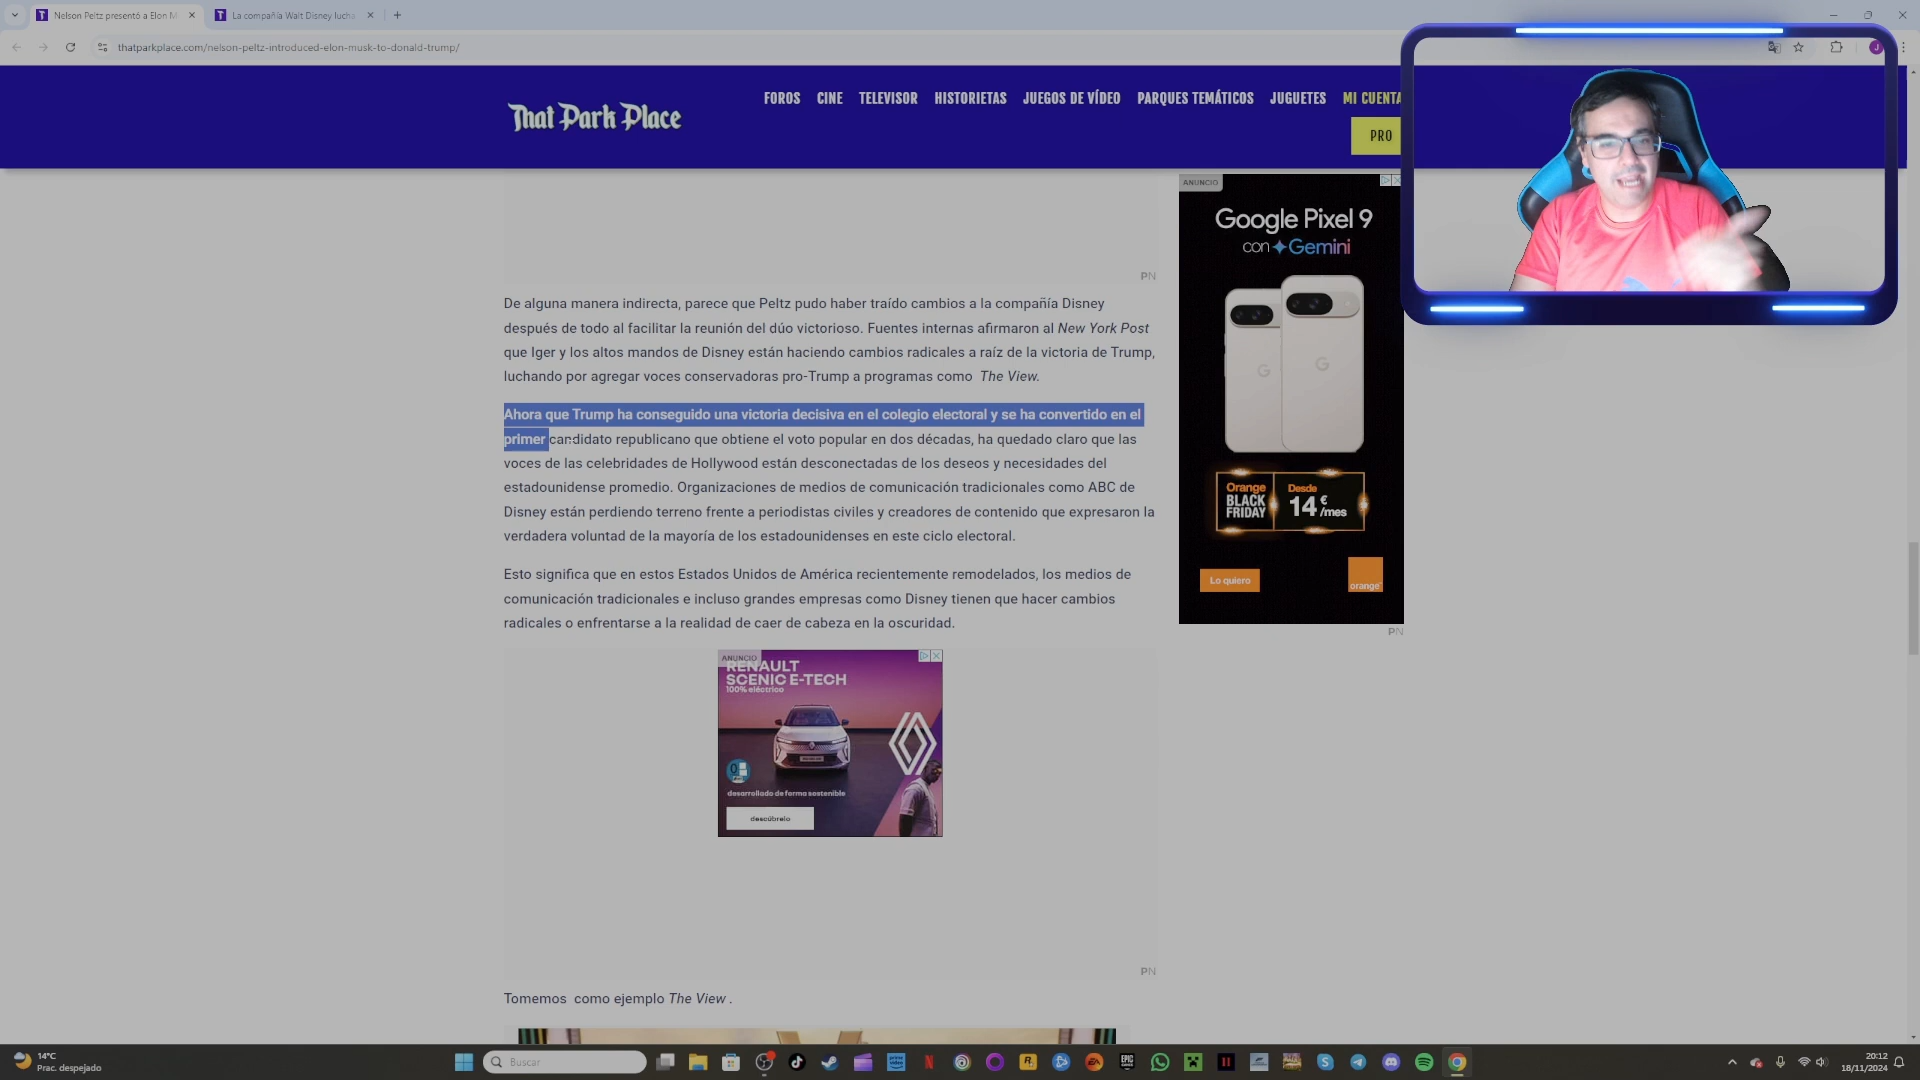 Nelson Peltz presentó a Elon M
La compañía Walt Disney lucha
thatparkplace.com/nelson-peltz-introduced-elon-musk-to-donald-trump/
J
That Park Place
FOROS CINE TELEVISOR HISTORIETAS JUEGOS DE VÍDEO PARQUES TEMÁTICOS JUGUETES MI CUENTA
PRO
ANUNCIO
Google Pixel 9
con Gemini
PN
De alguna manera indirecta, parece que Peltz pudo haber traído cambios a la compañía Disney
después de todo al facilitar la reunión del dúo victorioso. Fuentes internas afirmaron al New York Post
que Iger y los altos mandos de Disney están haciendo cambios radicales a raíz de la victoria de Trump,
luchando por agregar voces conservadoras pro-Trump a programas como The View.
Ahora que Trump ha conseguido una victoria decisiva en el colegio electoral y se ha convertido en el
primer candidato republicano que obtiene el voto popular en dos décadas, ha quedado claro que las
voces de las celebridades de Hollywood están desconectadas de los deseos y necesidades del
estadounidense promedio. Organizaciones de medios de comunicación tradicionales como ABC de
Disney están perdiendo terreno frente a periodistas civiles y creadores de contenido que expresaron la
verdadera voluntad de la mayoría de los estadounidenses en este ciclo electoral.
Orange
BLACK
FRIDAY
Desde
14 €
/mes
Lo quiero
orange
PN
Esto significa que en estos Estados Unidos de América recientemente remodelados, los medios de
comunicación tradicionales e incluso grandes empresas como Disney tienen que hacer cambios
radicales o enfrentarse a la realidad de caer de cabeza en la oscuridad.
ANUNCIO
RENAULT
SCENIC E-TECH
100% eléctrico
desarrollado de forma sostenible
descúbrelo
PN
Tomemos como ejemplo The View .
14°C
Prac. despejado
Buscar
20:12
18/11/2024